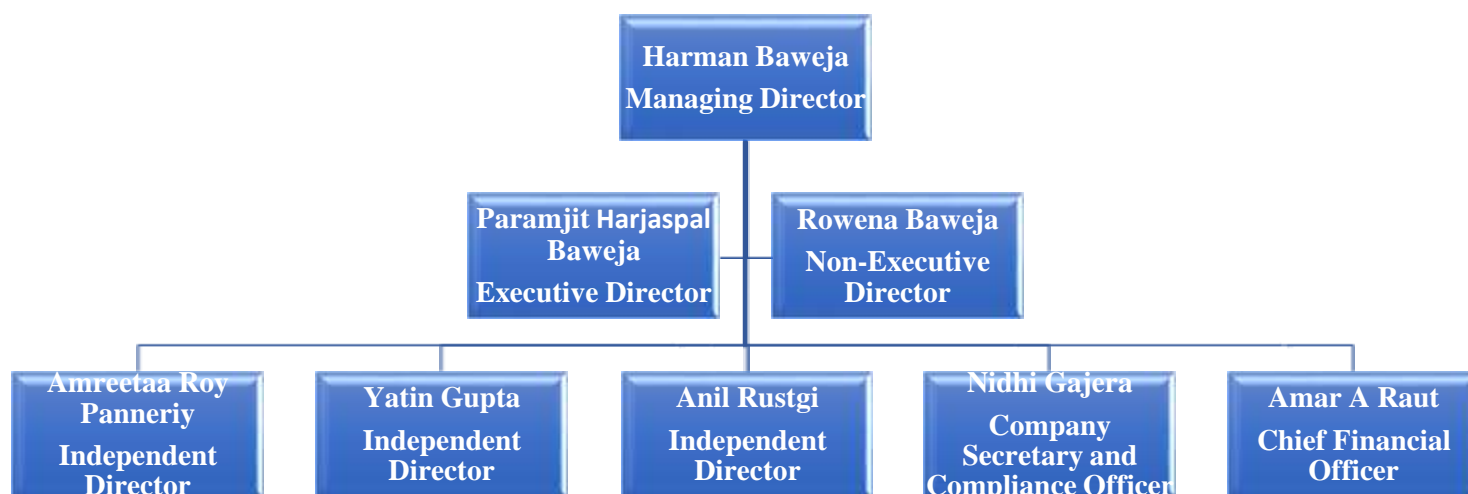 Harman Baweja
Managing Director
Paramjit Harjaspal
Baweja
Executive Director
Rowena Baweja
Non-Executive
Director
Amreetaa Roy
Panneriy
Independent
Director
Yatin Gupta
Independent
Director
Anil Rustgi
Independent
Director
Nidhi Gajera
Company
Secretary and
Compliance Officer
Amar A Raut
Chief Financial
Officer